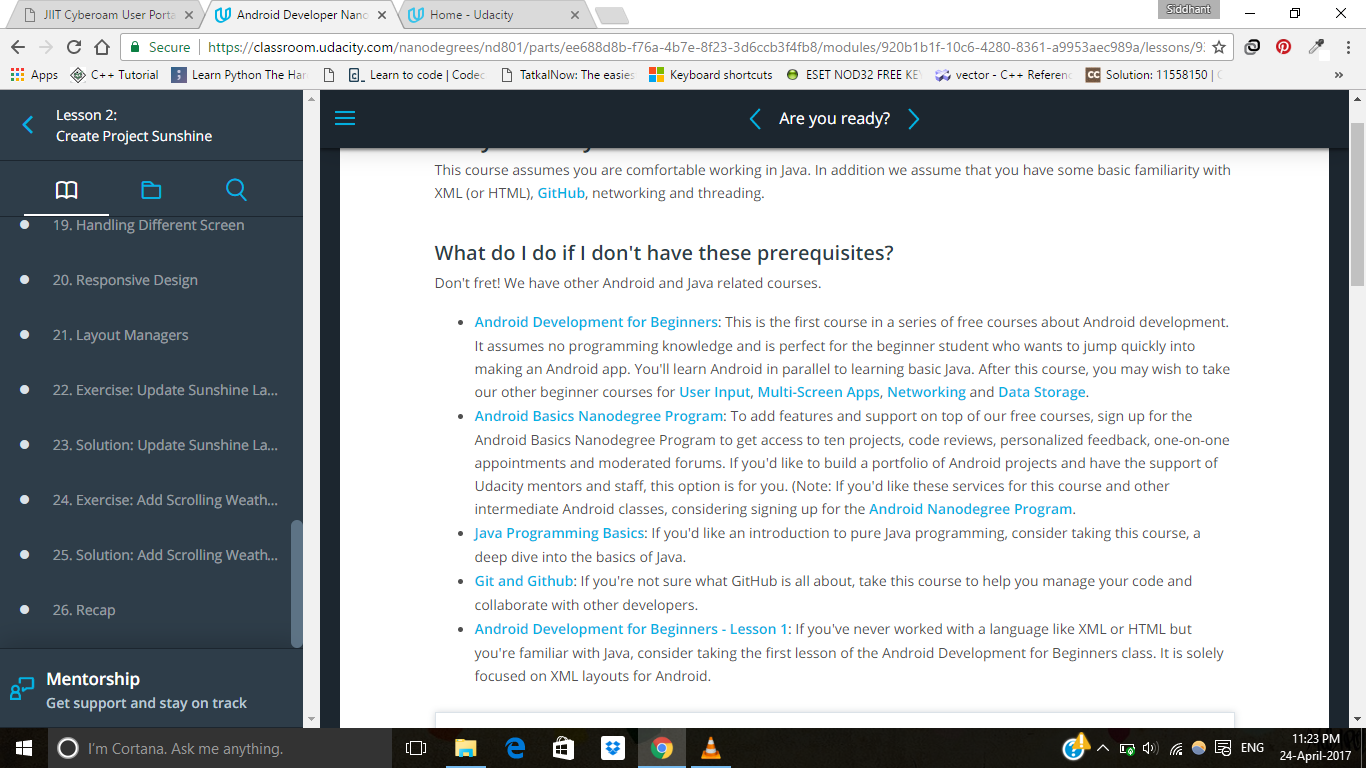 JIIT Cyberoam User Porta
Android Developer Nano
Home - Udacity
Siddhant
Secure
https://classroom.udacity.com/nanodegrees/nd801/parts/ee688d8b-f76a-4b7e-8f23-3d6ccb3f4fb8/modules/920b1b1f-10c6-4280-8361-a9953aec989a/lessons/93
Apps
C++ Tutorial
Learn Python The Har
Learn to code | Codec
TatkalNow: The easies
Keyboard shortcuts
ESET NOD32 FREE KE
vector - C++ Referenc
Solution: 11558150 | C
Lesson 2:
Create Project Sunshine
19. Handling Different Screen
20. Responsive Design
21. Layout Managers
22. Exercise: Update Sunshine La...
23. Solution: Update Sunshine La...
24. Exercise: Add Scrolling Weath...
25. Solution: Add Scrolling Weath...
26. Recap
Mentorship
Get support and stay on track
Are you ready?
This course assumes you are comfortable working in Java. In addition we assume that you have some basic familiarity with
XML (or HTML), GitHub, networking and threading.
What do I do if I don't have these prerequisites?
Don't fret! We have other Android and Java related courses.
Android Development for Beginners: This is the first course in a series of free courses about Android development.
It assumes no programming knowledge and is perfect for the beginner student who wants to jump quickly into
making an Android app. You'll learn Android in parallel to learning basic Java. After this course, you may wish to take
our other beginner courses for User Input, Multi-Screen Apps, Networking and Data Storage.
Android Basics Nanodegree Program: To add features and support on top of our free courses, sign up for the
Android Basics Nanodegree Program to get access to ten projects, code reviews, personalized feedback, one-on-one
appointments and moderated forums. If you'd like to build a portfolio of Android projects and have the support of
Udacity mentors and staff, this option is for you. (Note: If you'd like these services for this course and other
intermediate Android classes, considering signing up for the Android Nanodegree Program.
Java Programming Basics: If you'd like an introduction to pure Java programming, consider taking this course, a
deep dive into the basics of Java.
Git and Github: If you're not sure what GitHub is all about, take this course to help you manage your code and
collaborate with other developers.
Android Development for Beginners - Lesson 1: If you've never worked with a language like XML or HTML but
you're familiar with Java, consider taking the first lesson of the Android Development for Beginners class. It is solely
focused on XML layouts for Android.
I'm Cortana. Ask me anything.
ENG
11:23 PM
24-April-2017